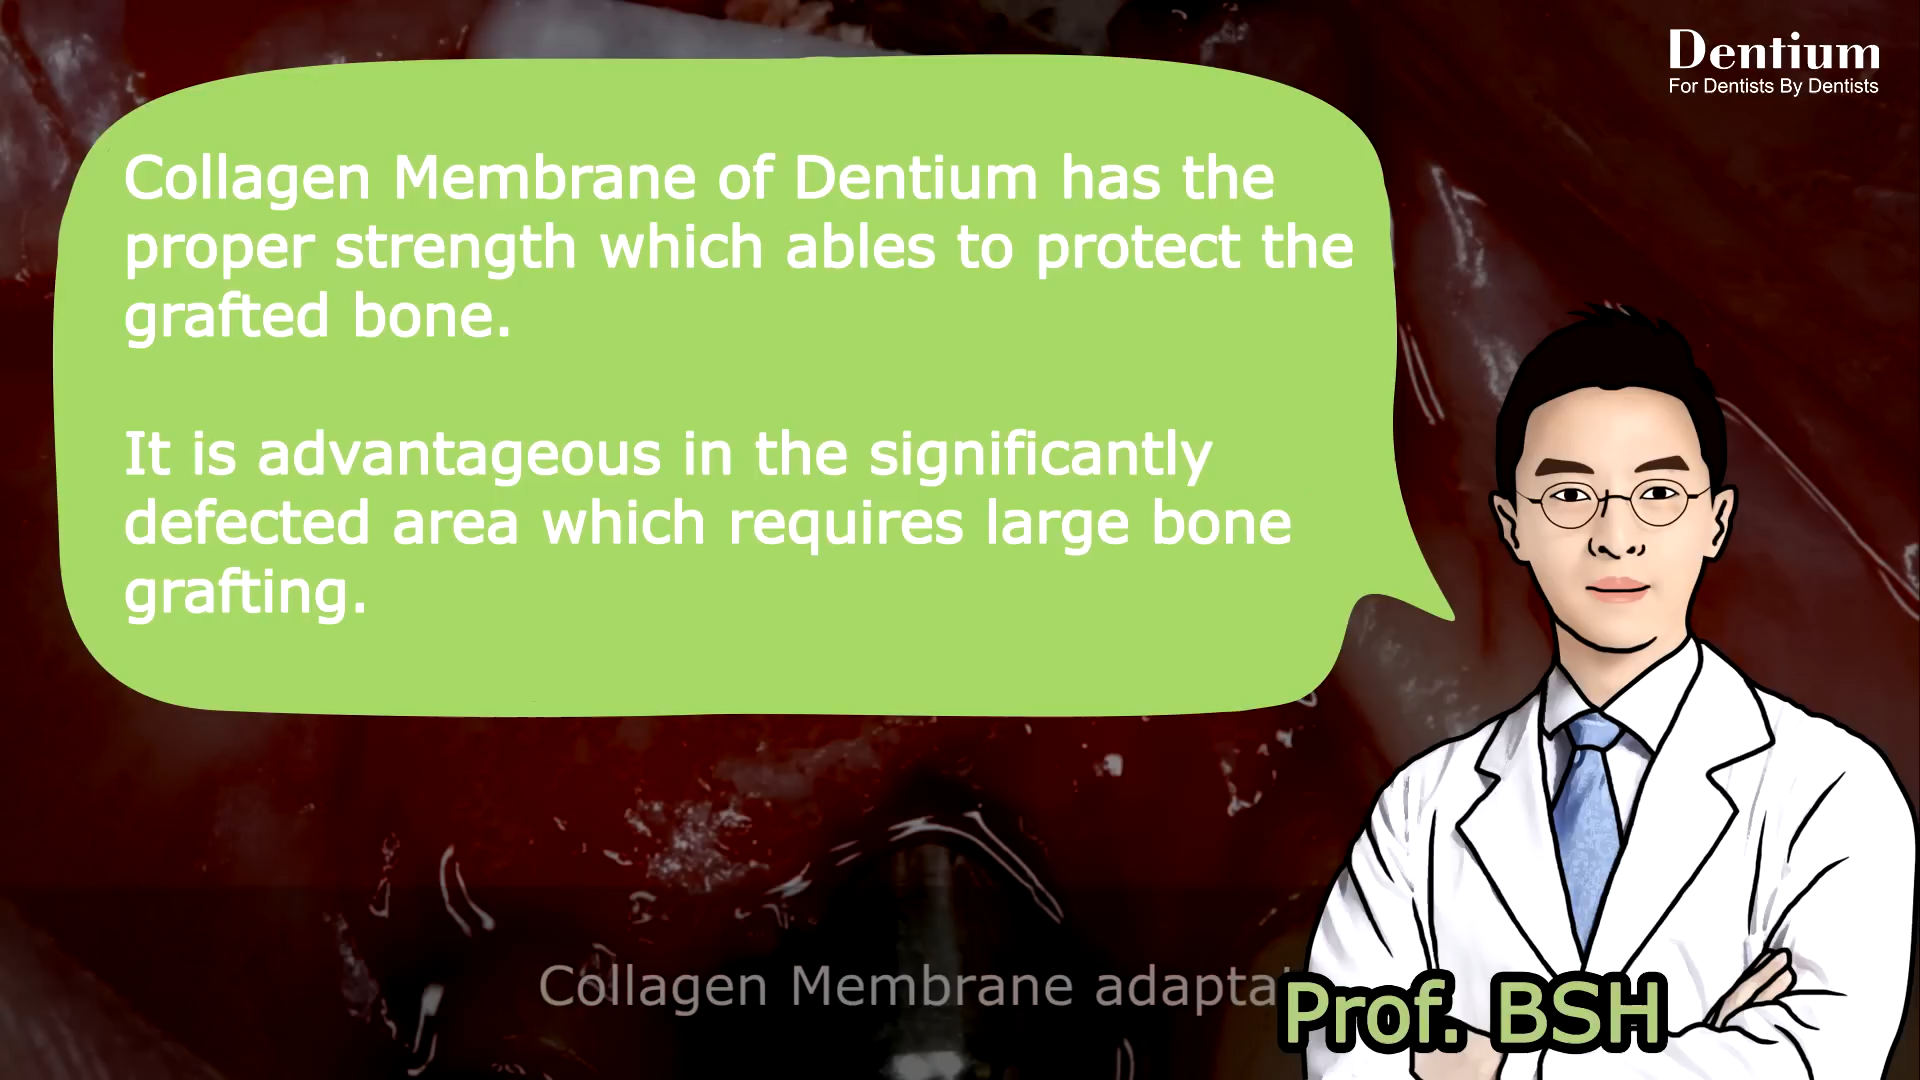 Dentium
For Dentists By Dentists
Collagen Membrane of Dentium has the
proper strength which ables to protect the
grafted bone.
It is advantageous in the significantly
defected area which requires large bone
grafting.
Collagen Membrane
Prof. BSH